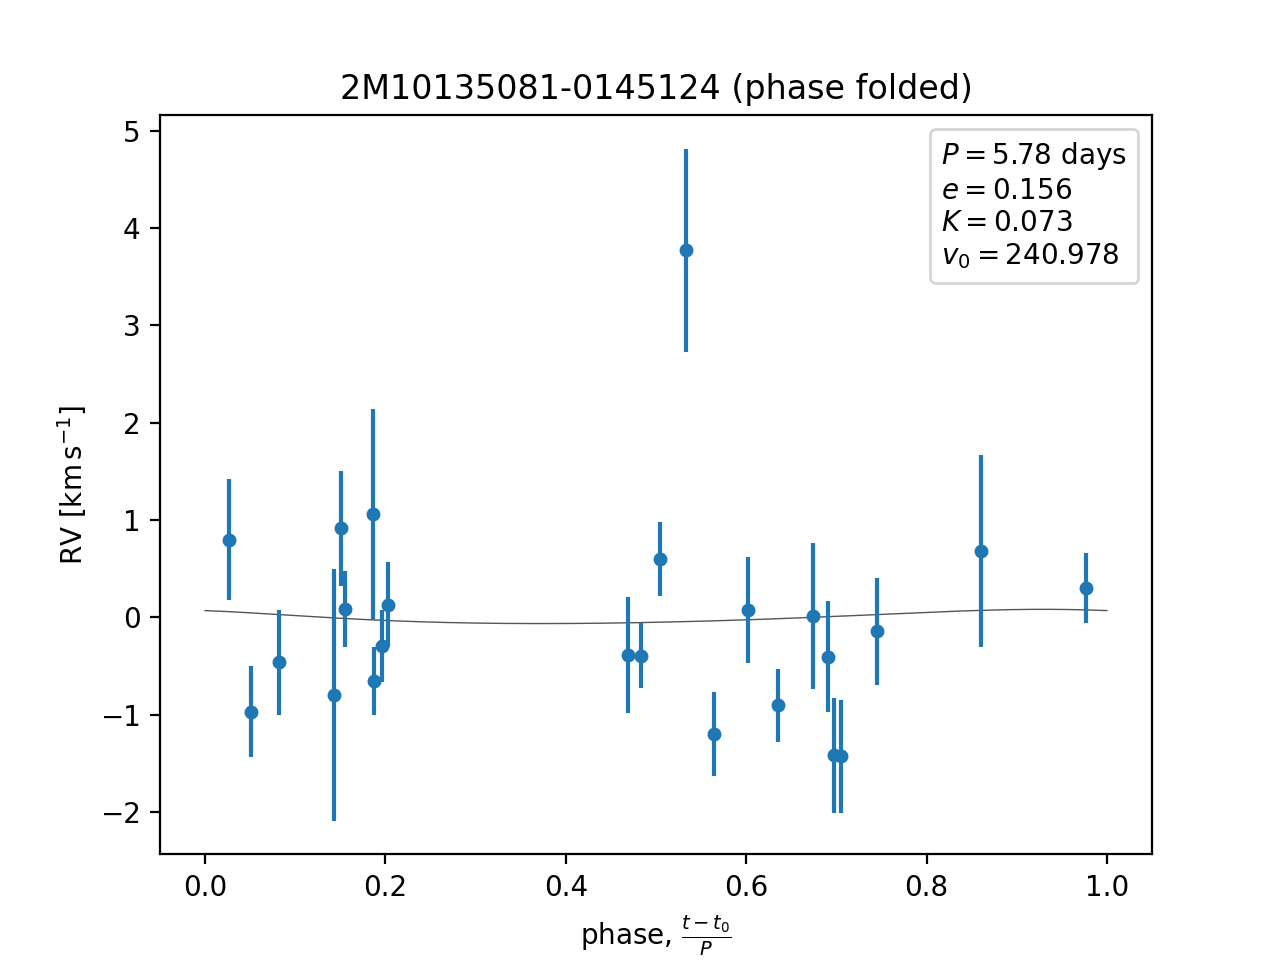 2M10135081-0145124 (phase folded)
P = 5.78 days
e = 0.156
K = 0.073
v₀ = 240.978
RV [km s⁻¹]
5
4
3
2
1
0
−1
−2
0.0 0.2 0.4 0.6 0.8 1.0
phase, (t − t₀)/P